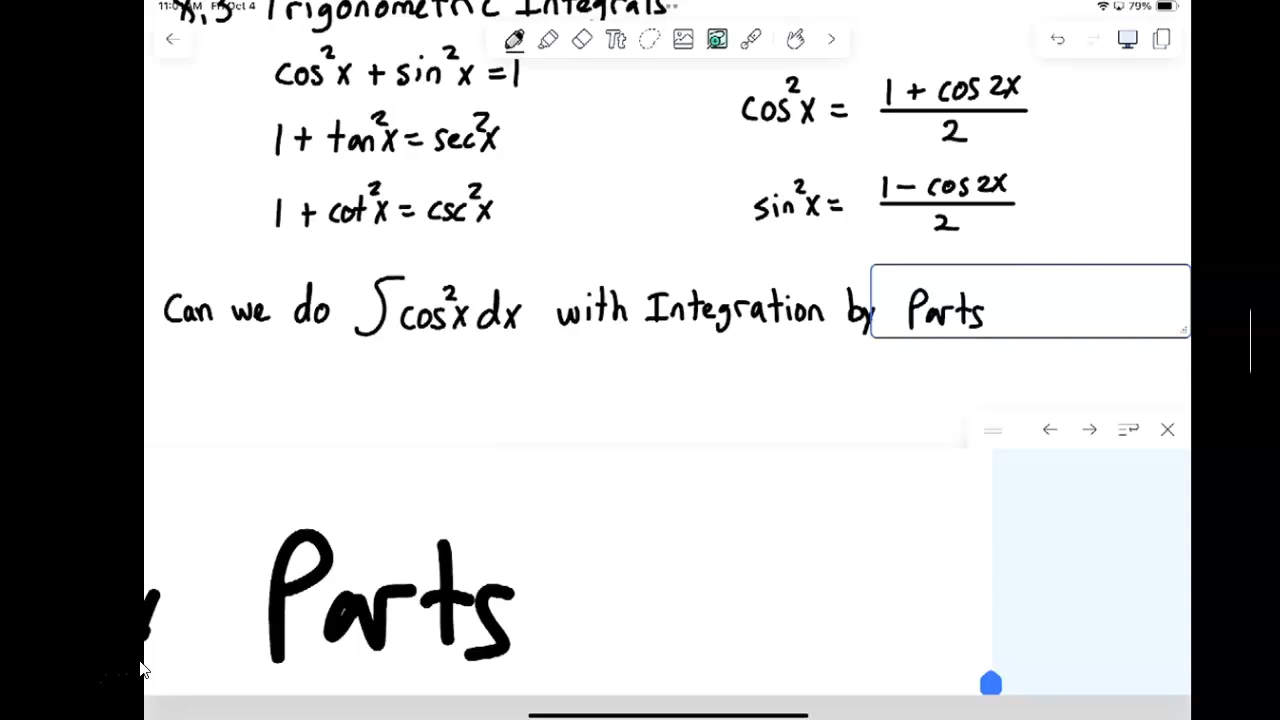 Trigonometric Integrals
79%
cos²x + sin²x = 1
cos²x = (1 + cos 2x)/2
1 + tan²x = sec²x
sin²x = (1 - cos 2x)/2
1 + cot²x = csc²x
Can we do ∫ cos²x dx with Integration by Parts
Parts